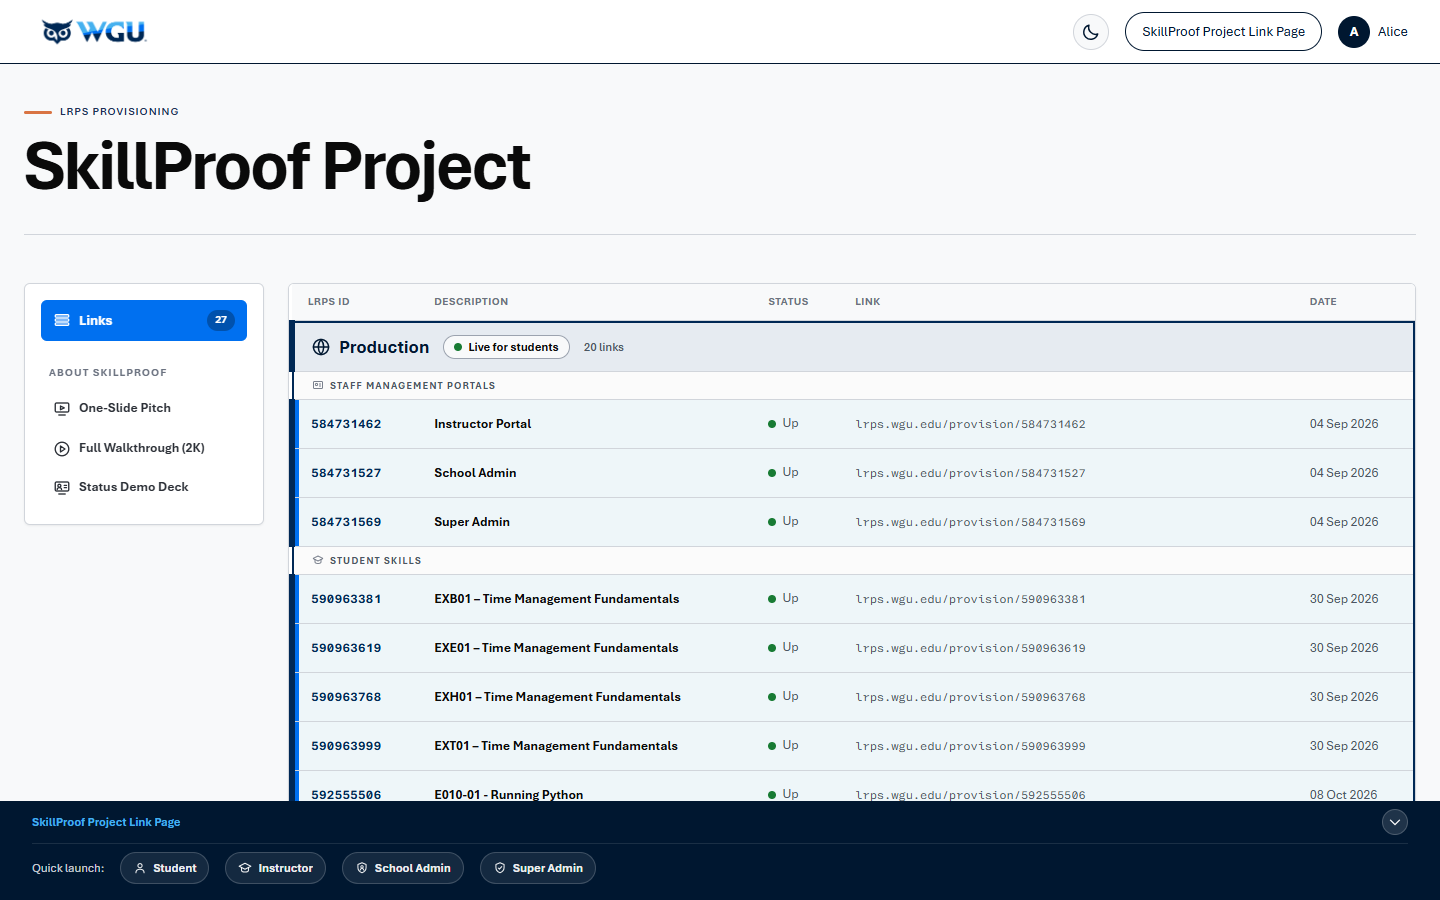 WGU
SkillProof Project Link Page
A
Alice
LRPS PROVISIONING
SkillProof Project
Links 27
ABOUT SKILLPROOF
One-Slide Pitch
Full Walkthrough (2K)
Status Demo Deck
LRPS ID DESCRIPTION STATUS LINK DATE
Production Live for students 20 links
STAFF MANAGEMENT PORTALS
584731462 Instructor Portal Up lrps.wgu.edu/provision/584731462 04 Sep 2026
584731527 School Admin Up lrps.wgu.edu/provision/584731527 04 Sep 2026
584731569 Super Admin Up lrps.wgu.edu/provision/584731569 04 Sep 2026
STUDENT SKILLS
590963381 EXB01 – Time Management Fundamentals Up lrps.wgu.edu/provision/590963381 30 Sep 2026
590963619 EXE01 – Time Management Fundamentals Up lrps.wgu.edu/provision/590963619 30 Sep 2026
590963768 EXH01 – Time Management Fundamentals Up lrps.wgu.edu/provision/590963768 30 Sep 2026
590963999 EXT01 – Time Management Fundamentals Up lrps.wgu.edu/provision/590963999 30 Sep 2026
592555506 E010-01 - Running Python Up lrps.wgu.edu/provision/592555506 08 Oct 2026
SkillProof Project Link Page
Quick launch: Student Instructor School Admin Super Admin